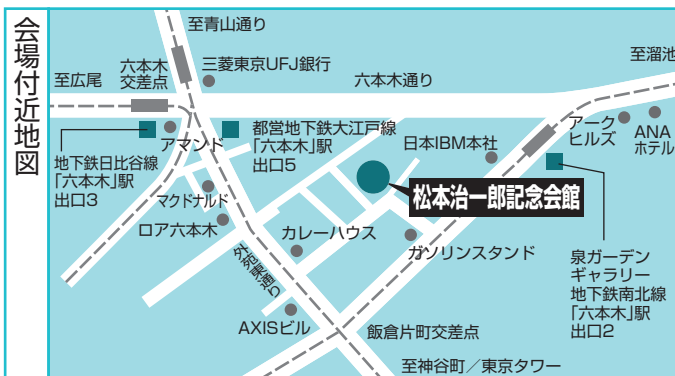 会場付近地図
至青山通り
至溜池
六本木
交差点
三菱東京UFJ銀行
至広尾
六本木通り
アマンド
都営地下鉄大江戸線
「六本木」駅
出口5
日本IBM本社
アーク
ヒルズ
ANA
ホテル
地下鉄日比谷線
「六本木」駅
出口3
マクドナルド
ロア六本木
松本治一郎記念会館
カレーハウス
ガソリンスタンド
外苑東通り
泉ガーデン
ギャラリー
地下鉄南北線
「六本木」駅
出口2
AXISビル
飯倉片町交差点
至神谷町／東京タワー